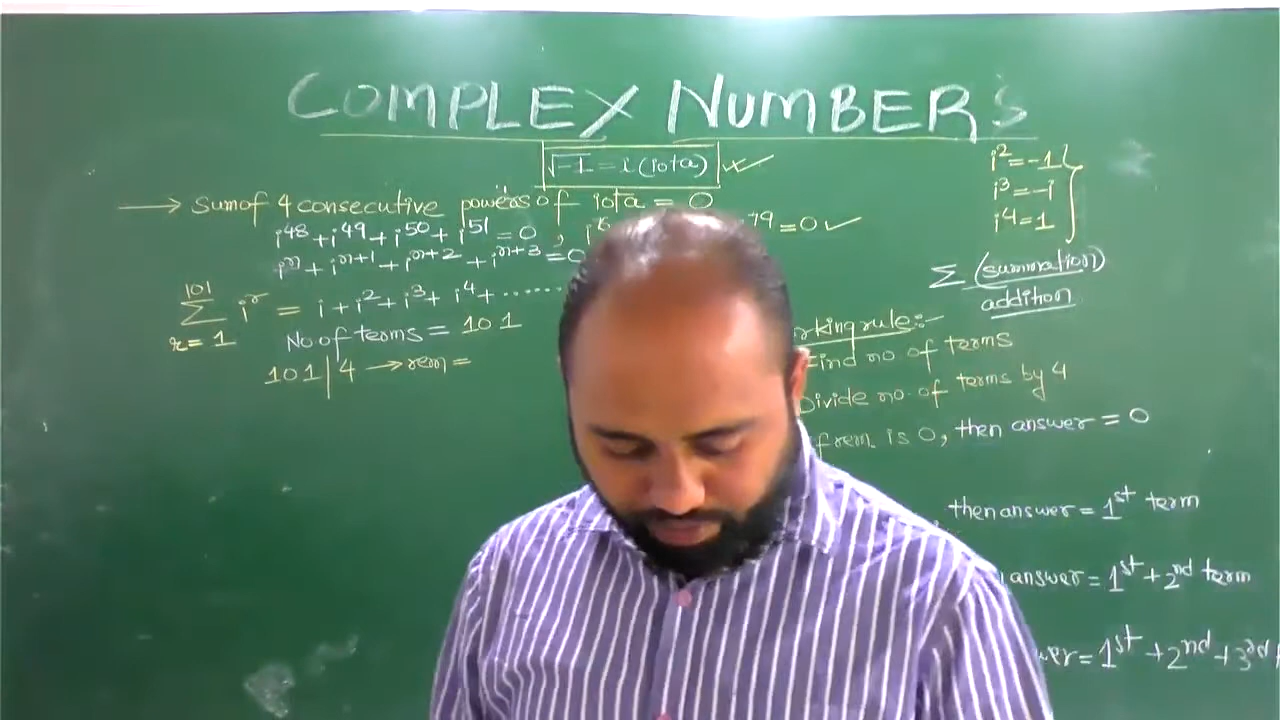 COMPLEX NUMBERS
√-1 = i (iota)
→ Sum of 4 consecutive powers of iota = 0
i⁴⁸ + i⁴⁹ + i⁵⁰ + i⁵¹ = 0 ,
= 0 ✓
iⁿ + iⁿ⁺¹ + iⁿ⁺² + iⁿ⁺³ = 0
101
Σ iʳ = i + i² + i³ + i⁴ + ......
r = 1
No of terms = 101
101 | 4 → rem =
i² = -1
i³ = -i
i⁴ = 1
Σ (summation)
addition
rule:-
no. of terms
Divide no. of terms by 4
rem is 0, then answer = 0
then answer = 1st term
answer = 1st + 2nd term
= 1st + 2nd + 3rd